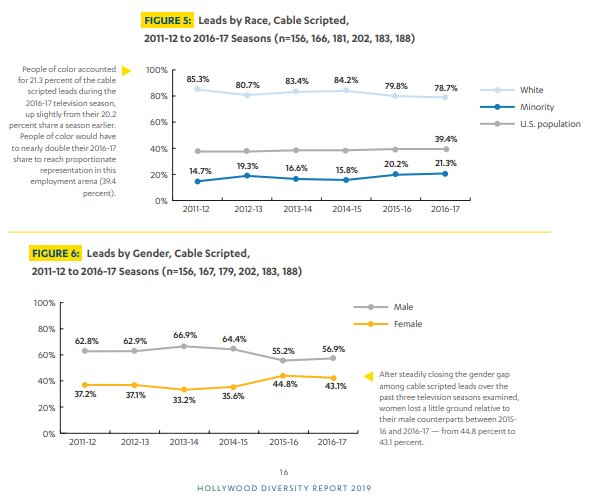 FIGURE 5: Leads by Race, Cable Scripted,
2011-12 to 2016-17 Seasons (n=156, 166, 181, 202, 183, 188)
People of color accounted
for 21.3 percent of the cable
scripted leads during the
2016-17 television season,
up slightly from their 20.2
percent share a season earlier.
People of color would have
to nearly double their 2016-17
share to reach proportionate
representation in this
employment arena (39.4
percent).
100%
80%
60%
40%
20%
0%
85.3% 80.7% 83.4% 84.2% 79.8% 78.7%
39.4%
14.7% 19.3% 16.6% 15.8% 20.2% 21.3%
2011-12 2012-13 2013-14 2014-15 2015-16 2016-17
White
Minority
U.S. population
FIGURE 6: Leads by Gender, Cable Scripted,
2011-12 to 2016-17 Seasons (n=156, 167, 179, 202, 183, 188)
100%
80%
60%
40%
20%
0%
62.8% 62.9% 66.9% 64.4% 55.2% 56.9%
37.2% 37.1% 33.2% 35.6% 44.8% 43.1%
2011-12 2012-13 2013-14 2014-15 2015-16 2016-17
Male
Female
After steadily closing the gender gap
among cable scripted leads over the
past three television seasons examined,
women lost a little ground relative to
their male counterparts between 2015-
16 and 2016-17 — from 44.8 percent to
43.1 percent.
16
HOLLYWOOD DIVERSITY REPORT 2019